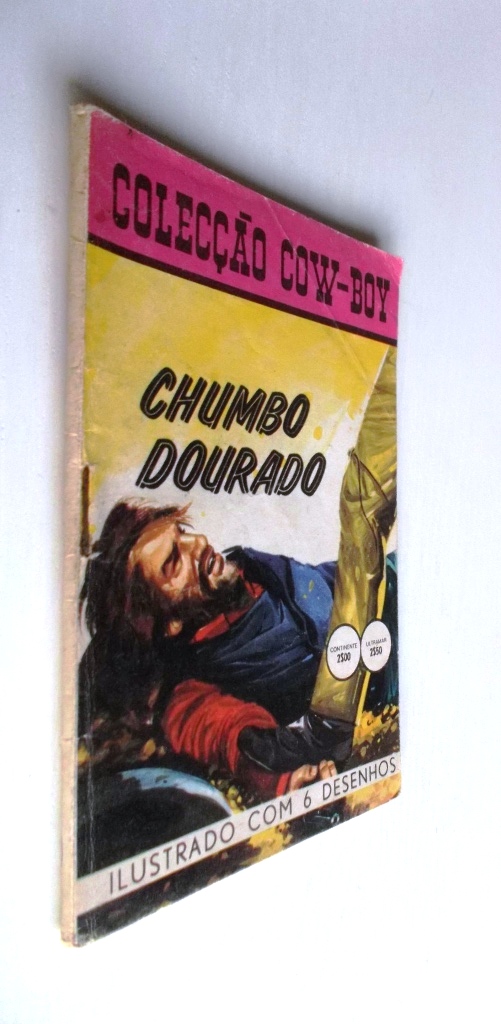 COLECÇÃO COW-BOY
CHUMBO
DOURADO
CONTINENTE
2$00
ULTRAMAR
2$50
ILUSTRADO COM 6 DESENHOS